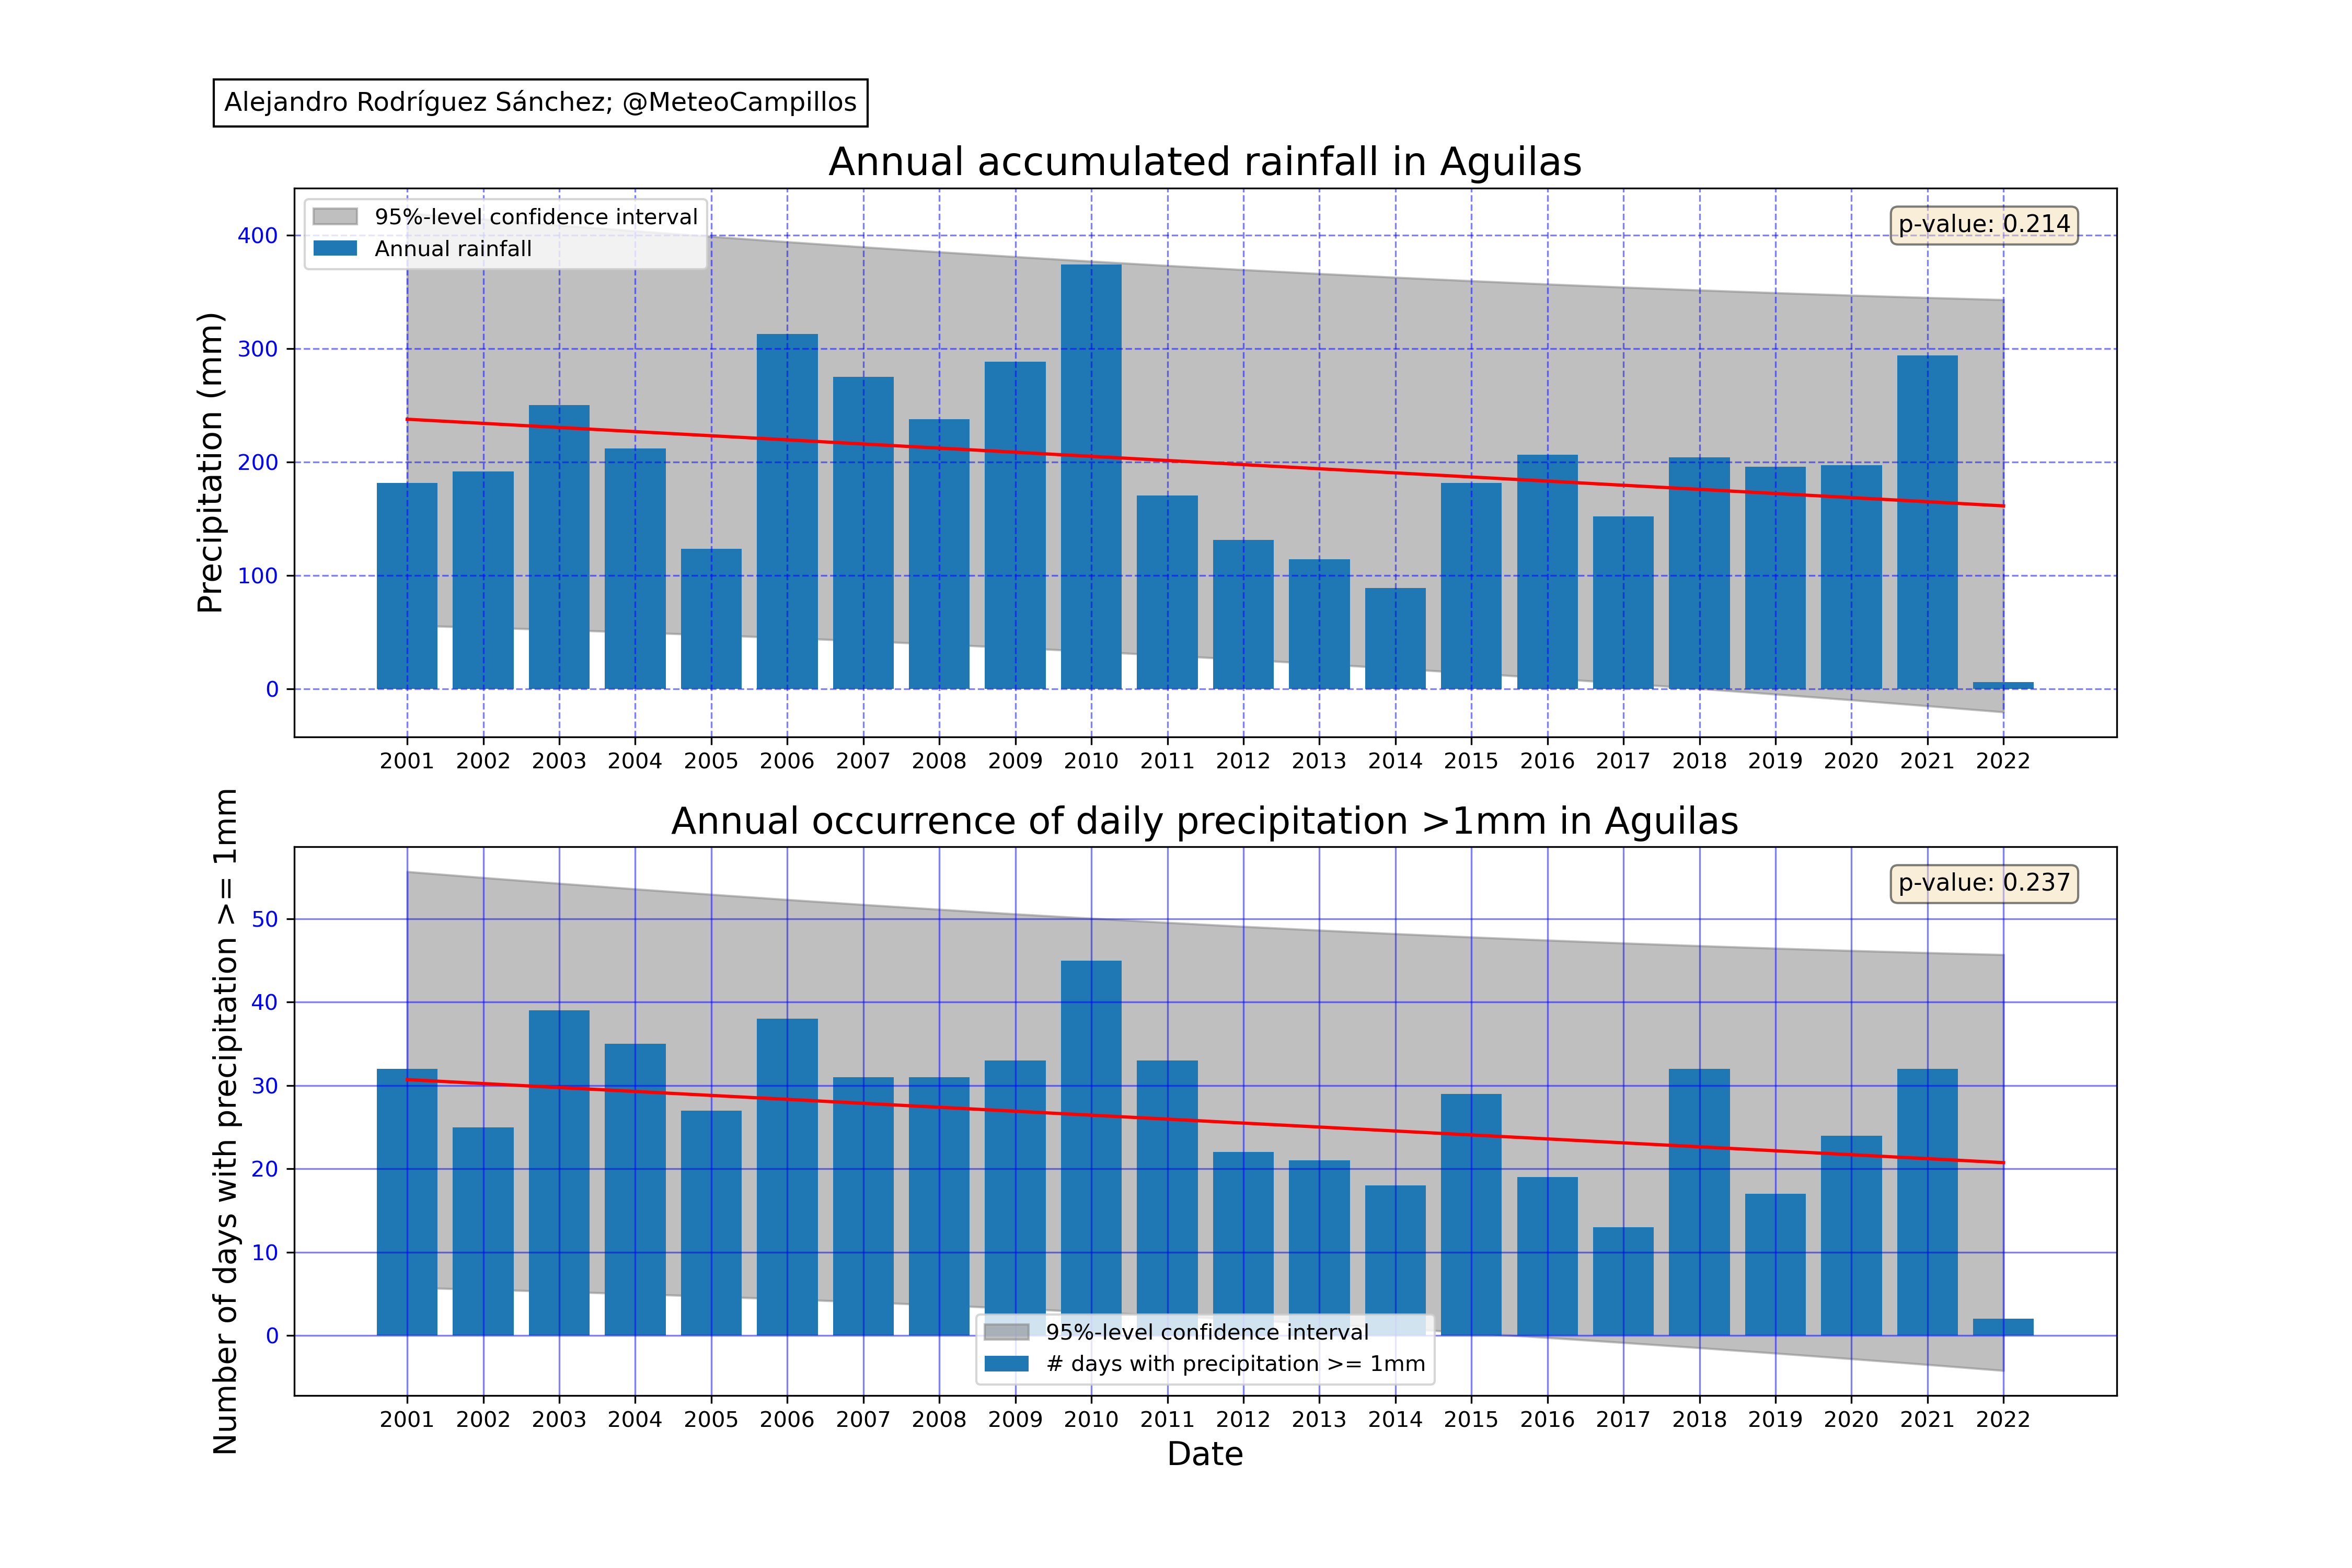 Alejandro Rodríguez Sánchez; @MeteoCampillos
Annual accumulated rainfall in Aguilas
95%-level confidence interval
Annual rainfall
p-value: 0.214
Precipitation (mm)
400
300
200
100
0
2001 2002 2003 2004 2005 2006 2007 2008 2009 2010 2011 2012 2013 2014 2015 2016 2017 2018 2019 2020 2021 2022
Annual occurrence of daily precipitation >1mm in Aguilas
p-value: 0.237
Number of days with precipitation >= 1mm
50
40
30
20
10
0
95%-level confidence interval
# days with precipitation >= 1mm
2001 2002 2003 2004 2005 2006 2007 2008 2009 2010 2011 2012 2013 2014 2015 2016 2017 2018 2019 2020 2021 2022
Date